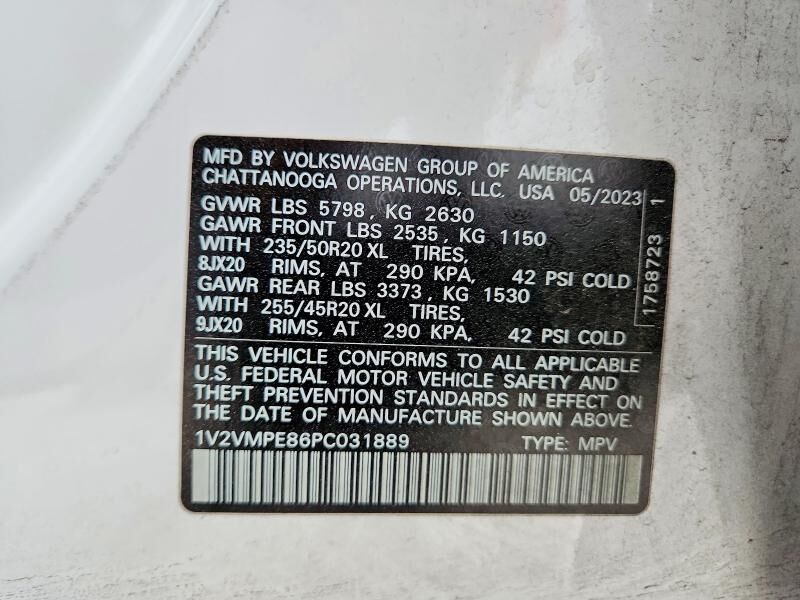 MFD BY VOLKSWAGEN GROUP OF AMERICA
CHATTANOOGA OPERATIONS, LLC, USA 05/2023
GVWR LBS 5798, KG 2630
GAWR FRONT LBS 2535, KG 1150
WITH 235/50R20 XL TIRES,
8JX20 RIMS, AT 290 KPA, 42 PSI COLD
GAWR REAR LBS 3373, KG 1530
WITH 255/45R20 XL TIRES,
9JX20 RIMS, AT 290 KPA, 42 PSI COLD
1758723 1
THIS VEHICLE CONFORMS TO ALL APPLICABLE
U.S. FEDERAL MOTOR VEHICLE SAFETY AND
THEFT PREVENTION STANDARDS IN EFFECT ON
THE DATE OF MANUFACTURE SHOWN ABOVE.
1V2VMPE86PC031889 TYPE: MPV